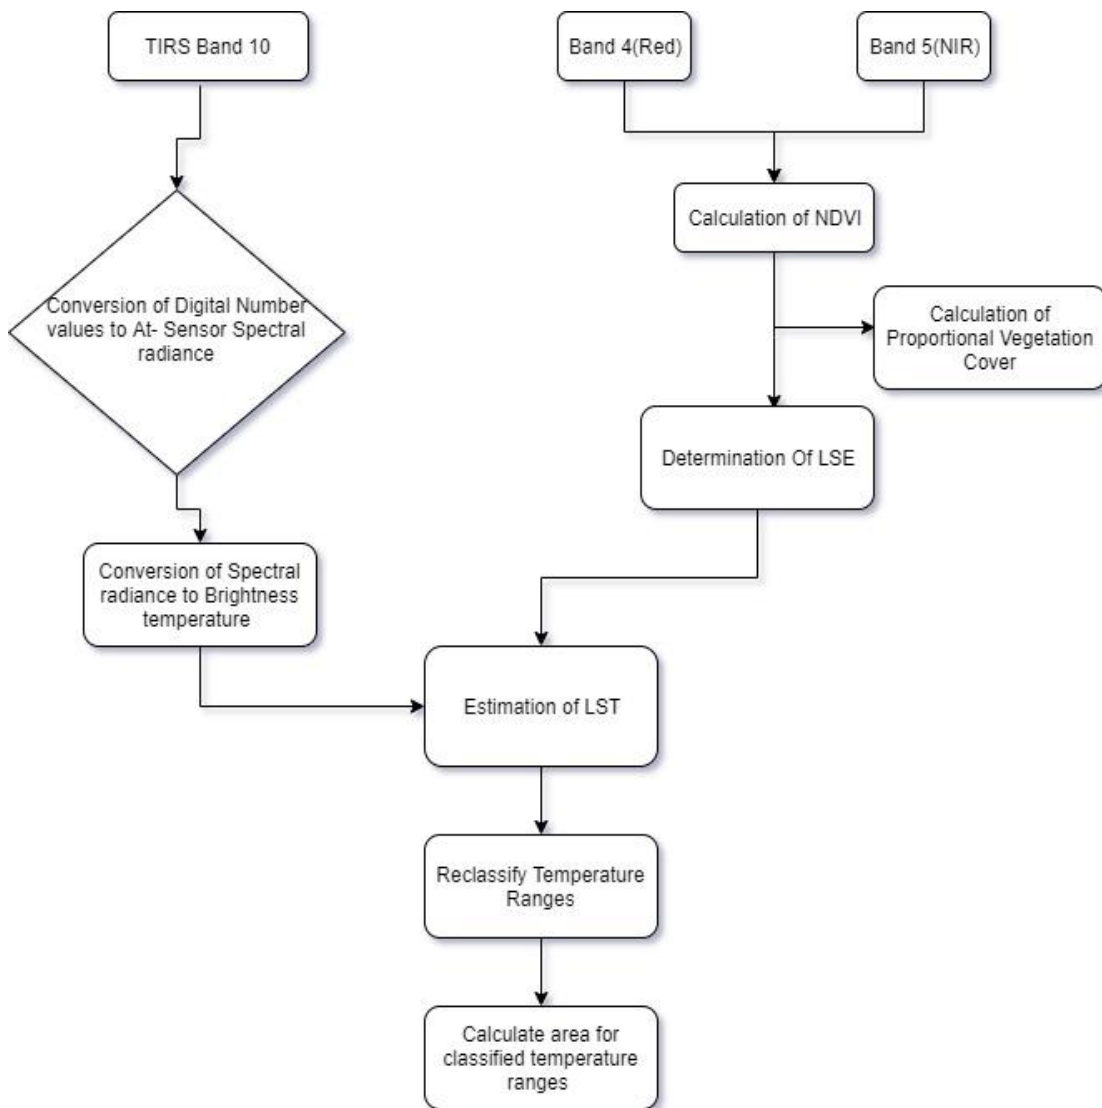 TIRS Band 10
Band 4(Red)
Band 5(NIR)
Calculation of NDVI
Conversion of Digital Number
values to At- Sensor Spectral
radiance
Calculation of
Proportional Vegetation
Cover
Determination Of LSE
Conversion of Spectral
radiance to Brightness
temperature
Estimation of LST
Reclassify Temperature
Ranges
Calculate area for
classified temperature
ranges